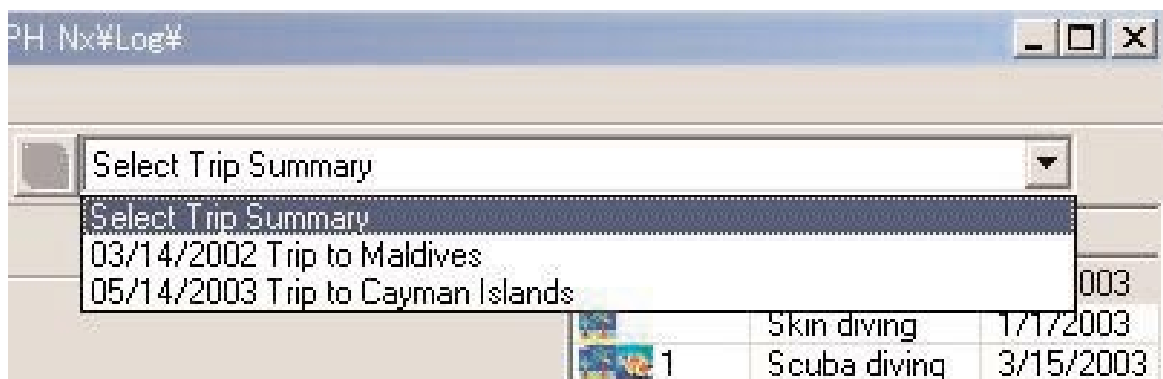 PH Nx¥Log¥
Select Trip Summary
Select Trip Summary
03/14/2002 Trip to Maldives
05/14/2003 Trip to Cayman Islands
003
Skin diving 1/1/2003
1 Scuba diving 3/15/2003